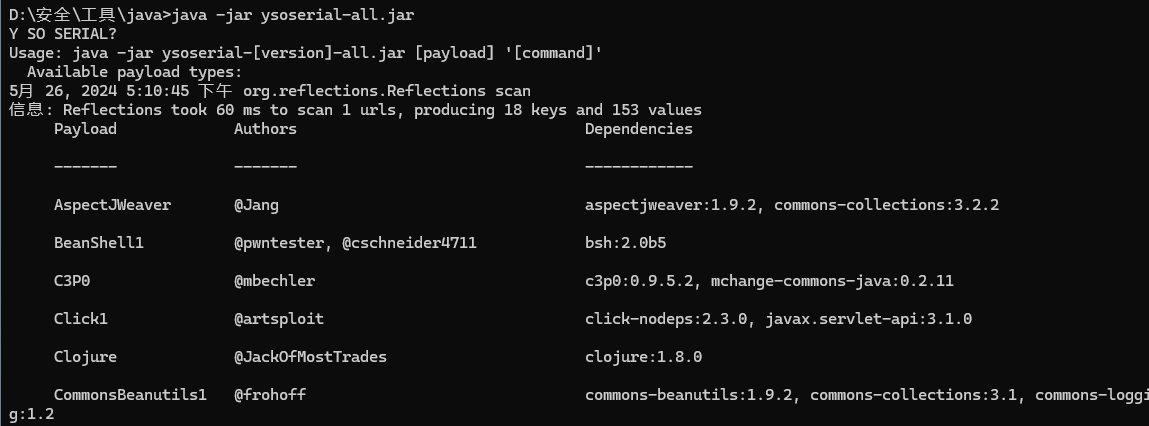 D:\安全\工具\java>java -jar ysoserial-all.jar
Y SO SERIAL?
Usage: java -jar ysoserial-[version]-all.jar [payload] '[command]'
  Available payload types:
5月 26, 2024 5:10:45 下午 org.reflections.Reflections scan
信息: Reflections took 60 ms to scan 1 urls, producing 18 keys and 153 values
     Payload             Authors                                Dependencies
     -------             -------                                ------------
     AspectJWeaver       @Jang                                  aspectjweaver:1.9.2, commons-collections:3.2.2
     BeanShell1          @pwntester, @cschneider4711            bsh:2.0b5
     C3P0                @mbechler                              c3p0:0.9.5.2, mchange-commons-java:0.2.11
     Click1              @artsploit                             click-nodeps:2.3.0, javax.servlet-api:3.1.0
     Clojure             @JackOfMostTrades                      clojure:1.8.0
     CommonsBeanutils1   @frohoff                               commons-beanutils:1.9.2, commons-collections:3.1, commons-loggi
g:1.2